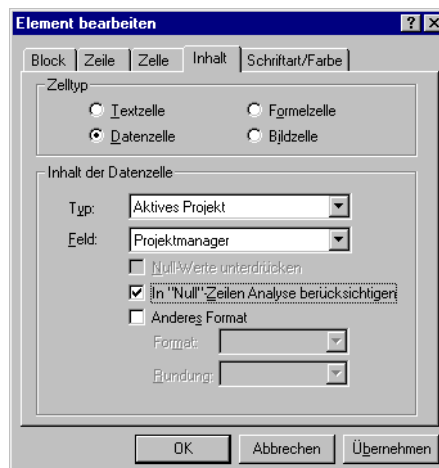 Element bearbeiten
Block Zeile Zelle Inhalt Schriftart/Farbe
Zelltyp
Textzelle Formelzelle
Datenzelle Bildzelle
Inhalt der Datenzelle
Typ: Aktives Projekt
Feld: Projektmanager
Null-Werte unterdrücken
In "Null"-Zeilen Analyse berücksichtigen
Anderes Format
Format:
Rundung:
OK Abbrechen Übernehmen